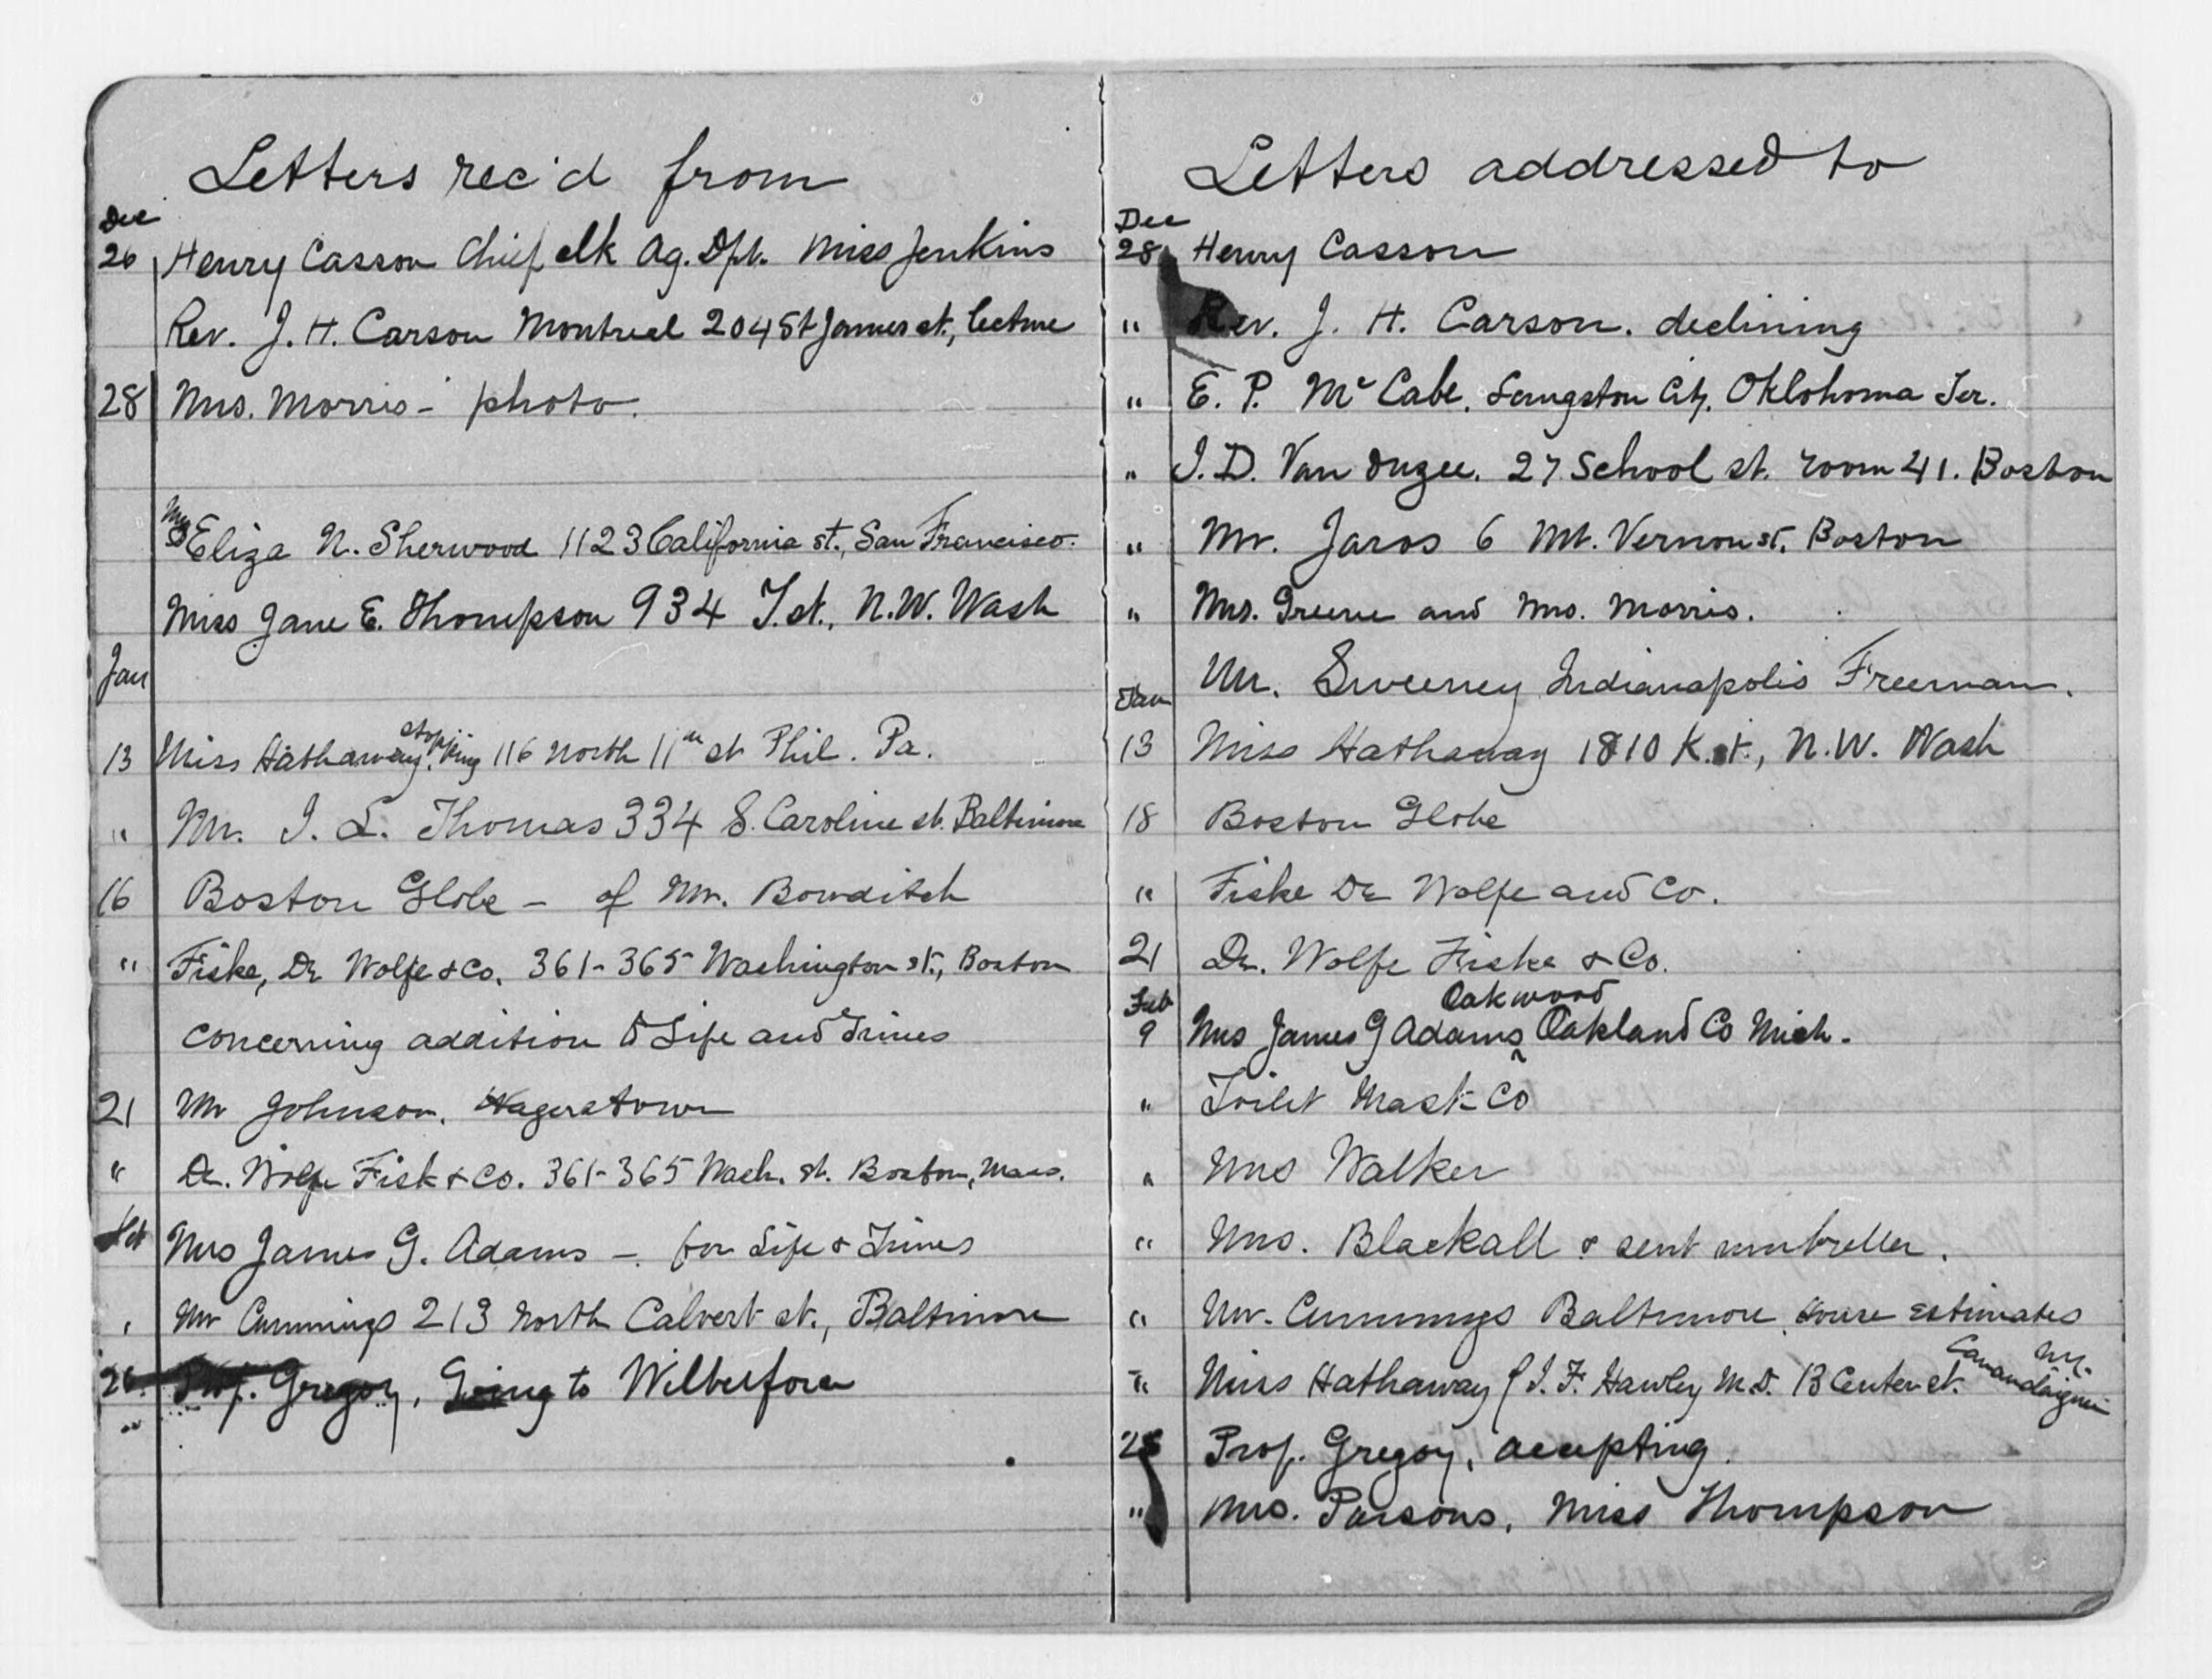 Letters rec'd from
Dec
26 Henry Casson Chief clk Ag. Dpt. Miss Jenkins
Rev. J. H. Carson Montreal 204 St James st., lecture
28 Mrs. Morris - photo.
Mrs Eliza N. Sherwood 1123 California st., San Francisco.
Miss Jane E. Thompson 934 T. st., N.W. Wash
Jan
13 Miss Hathaway, stopping 116 North 11th st Phil. Pa.
" Mr. J. L. Thomas 334 S. Caroline st. Baltimore
16 Boston Globe - of Mr. Bowditch
" Fiske, De Wolfe & Co. 361-365 Washington st., Boston
concerning addition to Life and Times
21 Mr Johnson. Hagerstown
" De. Wolfe Fisk & Co. 361-365 Wash. st. Boston, Mass.
Feb Mrs James G. Adams - for Life & Times
" Mr Cummings 213 North Calvert st., Baltimore
26. Prof. Gregory, Going to Wilberforce
Letters addressed to
Dec
28 Henry Casson
" Rev. J. H. Carson. declining
" E. P. McCabe, Langston City, Oklohoma Ter.
" J. D. Van Duzee. 27 School st. room 41. Boston
" Mr. Jaros 6 Mt. Vernon st. Boston
" Mrs. Greene and Mrs. Morris.
Mr. Sweeney Indianapolis Freeman.
Jan
13 Miss Hathaway 1810 K. st., N.W. Wash
18 Boston Globe
" Fiske De Wolfe and Co.
21 De. Wolfe Fiske & Co.
Feb Oakwood
9 Mrs James G Adams Oakland Co Mich.
" Toilet Mask Co
" Mrs Walker
" Mrs. Blackall & sent umbrella.
" Mr. Cummings Baltimore. House estimates
" Miss Hathaway J. F. Hawley M.D. 13 Center st. Canandaigua N.Y.
28 Prof. Gregory, accepting.
" Mrs. Parsons, Miss Thompson